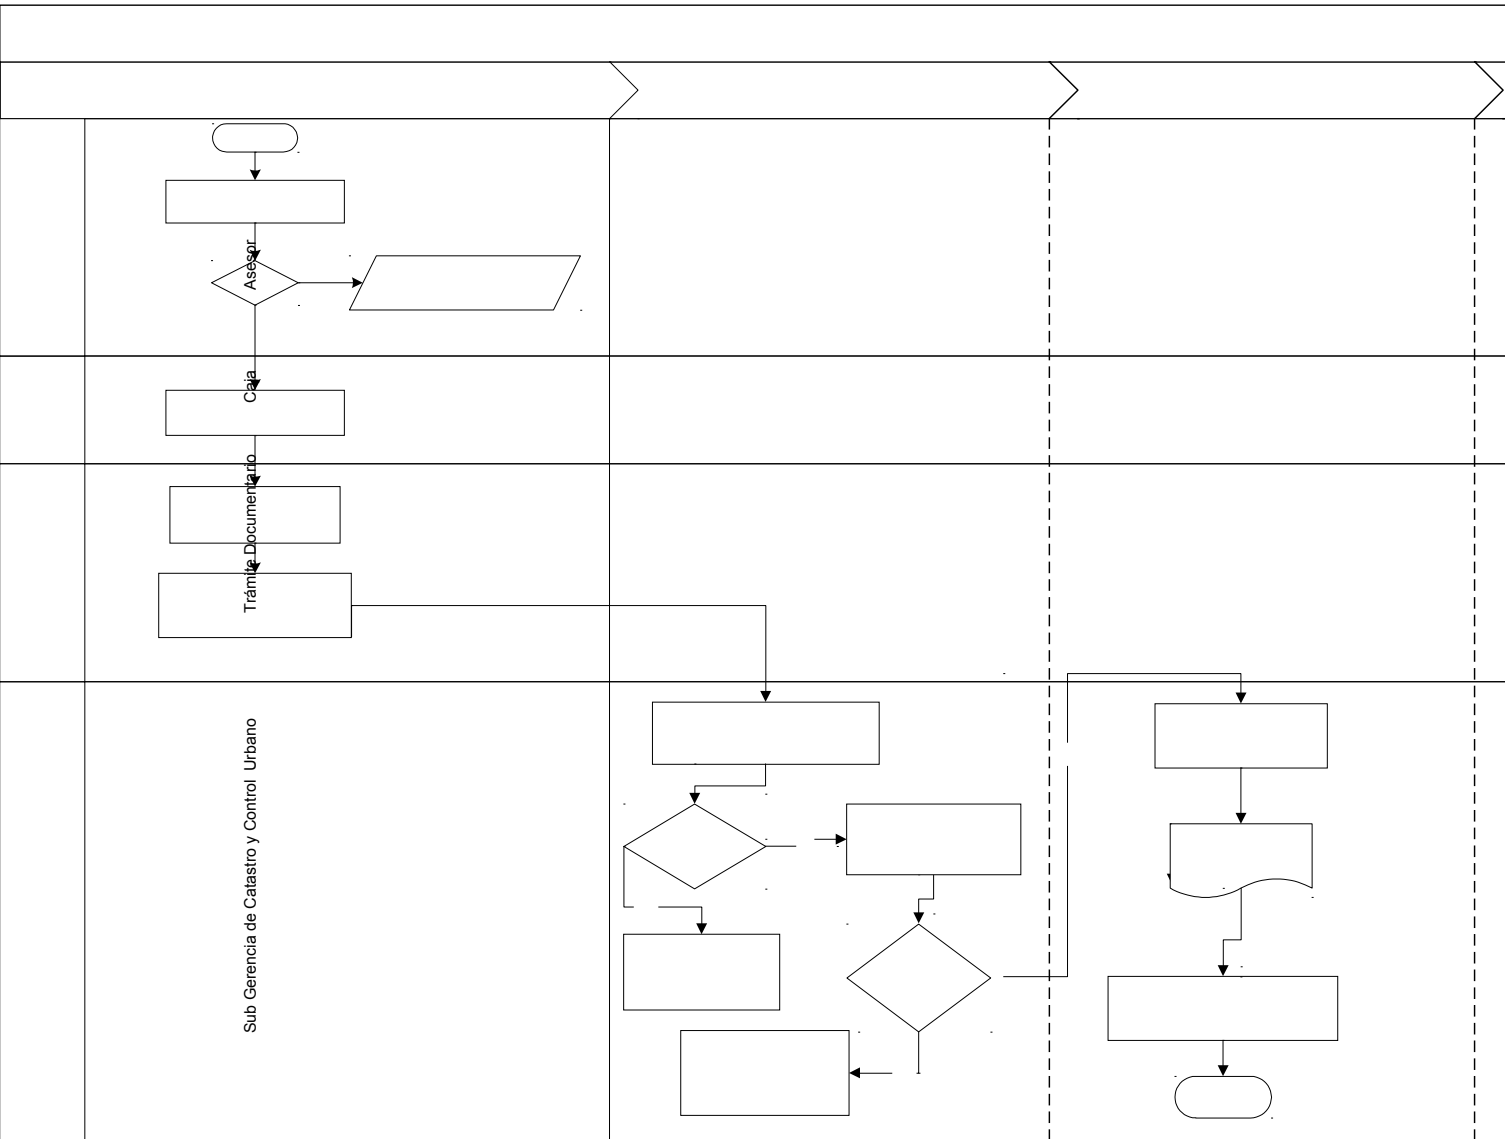 Asesor
Caja
Trámite Documentario
Sub Gerencia de Catastro y Control Urbano